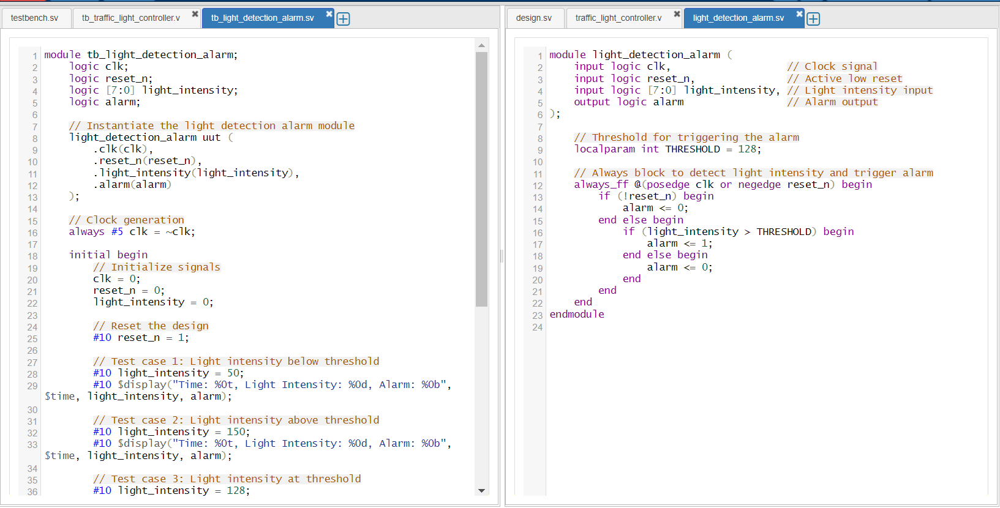 testbench.sv
tb_traffic_light_controller.v
tb_light_detection_alarm.sv
1 module tb_light_detection_alarm;
2 logic clk;
3 logic reset_n;
4 logic [7:0] light_intensity;
5 logic alarm;
6
7 // Instantiate the light detection alarm module
8 light_detection_alarm uut (
9 .clk(clk),
10 .reset_n(reset_n),
11 .light_intensity(light_intensity),
12 .alarm(alarm)
13 );
14
15 // Clock generation
16 always #5 clk = ~clk;
17
18 initial begin
19 // Initialize signals
20 clk = 0;
21 reset_n = 0;
22 light_intensity = 0;
23
24 // Reset the design
25 #10 reset_n = 1;
26
27 // Test case 1: Light intensity below threshold
28 #10 light_intensity = 50;
29 #10 $display("Time: %0t, Light Intensity: %0d, Alarm: %0b",
$time, light_intensity, alarm);
30
31 // Test case 2: Light intensity above threshold
32 #10 light_intensity = 150;
33 #10 $display("Time: %0t, Light Intensity: %0d, Alarm: %0b",
$time, light_intensity, alarm);
34
35 // Test case 3: Light intensity at threshold
36 #10 light_intensity = 128;
design.sv
traffic_light_controller.v
light_detection_alarm.sv
1 module light_detection_alarm (
2 input logic clk, // Clock signal
3 input logic reset_n, // Active low reset
4 input logic [7:0] light_intensity, // Light intensity input
5 output logic alarm // Alarm output
6 );
7
8 // Threshold for triggering the alarm
9 localparam int THRESHOLD = 128;
10
11 // Always block to detect light intensity and trigger alarm
12 always_ff @(posedge clk or negedge reset_n) begin
13 if (!reset_n) begin
14 alarm <= 0;
15 end else begin
16 if (light_intensity > THRESHOLD) begin
17 alarm <= 1;
18 end else begin
19 alarm <= 0;
20 end
21 end
22 end
23 endmodule
24